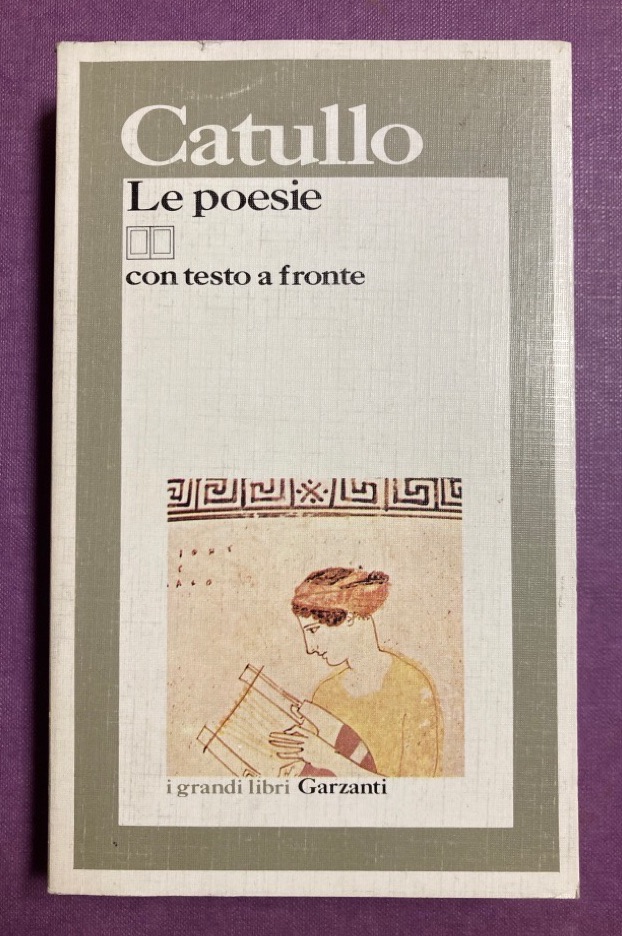 Catullo
Le poesie
con testo a fronte
i grandi libri Garzanti